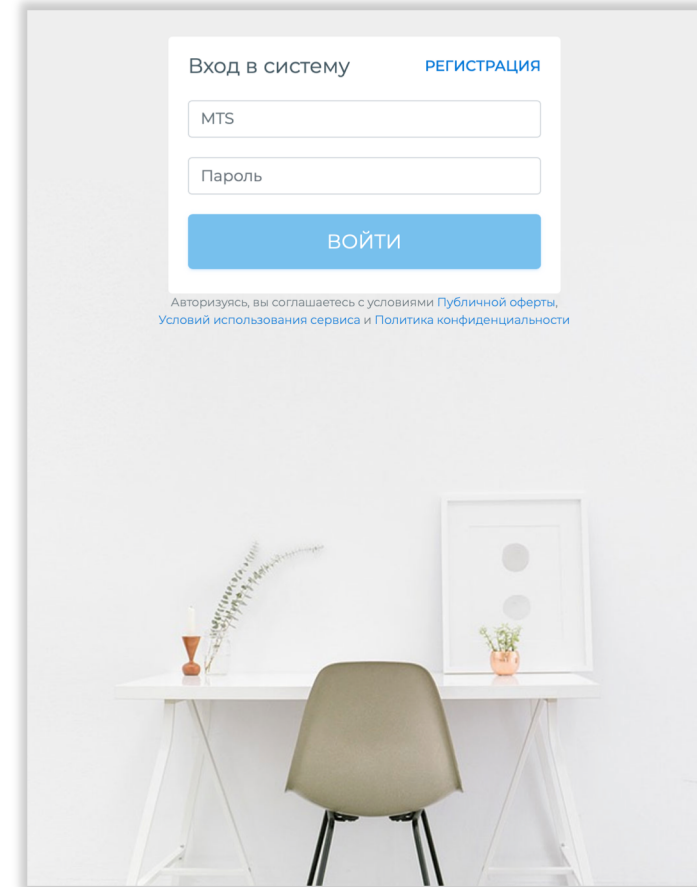 Вход в систему
РЕГИСТРАЦИЯ
MTS
Пароль
ВОЙТИ
Авторизуясь, вы соглашаетесь с условиями Публичной оферты,
Условий использования сервиса и Политика конфиденциальности